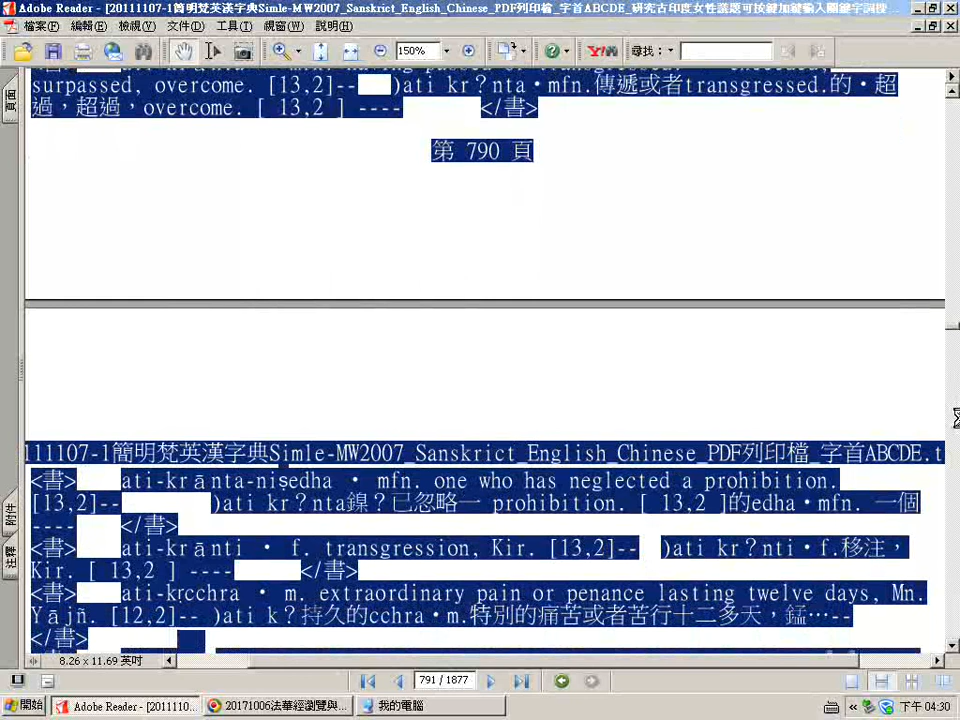 Adobe Reader - [20111107-1簡明梵英漢字典Simle-MW2007_Sanskrict_English_Chinese_PDF列印檔_字首ABCDE_研究古印度女性議題可按鍵加鍵輸入關鍵字詞搜
檔案(F) 編輯(E) 檢視(V) 文件(D) 工具(T) 視窗(W) 說明(H)
150% Y! 尋找:
surpassed, overcome. [13,2]-- )ati kr?nta‧mfn.傳遞或者transgressed.的‧超
過,超過,overcome. [ 13,2 ] ---- </書>
第 790 頁
頁面
111107-1簡明梵英漢字典Simle-MW2007_Sanskrict_English_Chinese_PDF列印檔_字首ABCDE.t
<書> ati-krānta-niṣedha ‧ mfn. one who has neglected a prohibition.
[13,2]-- )ati kr?nta鎳?已忽略一 prohibition. [ 13,2 ]的edha‧mfn. 一個
---- </書>
<書> ati-krānti ‧ f. transgression, Kir. [13,2]-- )ati kr?nti‧f.移注,
Kir. [ 13,2 ] ---- </書>
<書> ati-kṛcchra ‧ m. extraordinary pain or penance lasting twelve days, Mn.
Yājñ. [12,2]-- )ati k?持久的cchra‧m.特別的痛苦或者苦行十二多天,錳…--
</書>
附件
注釋
8.26 x 11.69 英吋
791 / 1877
開始 Adobe Reader - [2011110... 20171006法華經瀏覽與... 我的電腦 下午 04:30